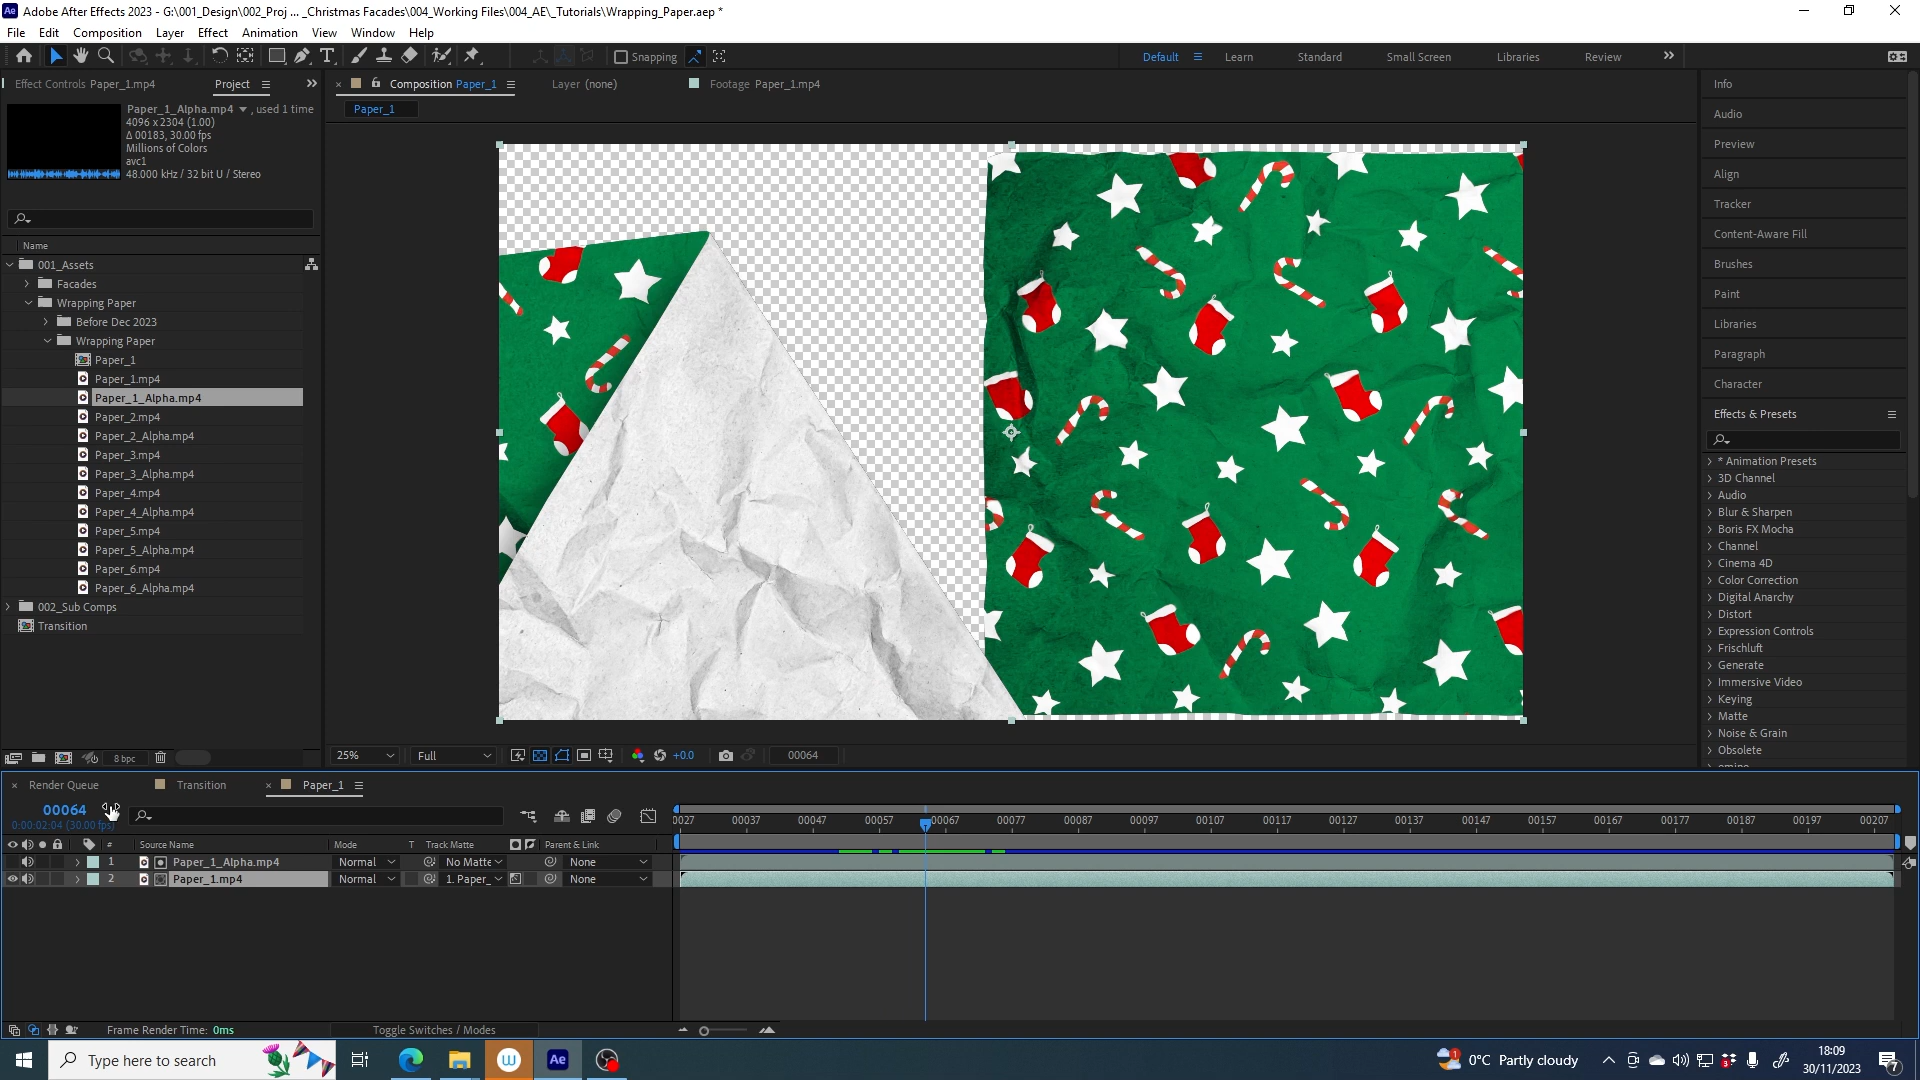 Adobe After Effects 2023 - G:\001_Design\002_Proj ... _Christmas Facades\004_Working Files\004_AE\_Tutorials\Wrapping_Paper.aep *
File Edit Composition Layer Effect Animation View Window Help
Snapping
Default Learn Standard Small Screen Libraries Review
Effect Controls Paper_1.mp4 Project
Composition Paper_1 Layer (none) Footage Paper_1.mp4
Paper_1
Paper_1_Alpha.mp4 , used 1 time
4096 x 2304 (1.00)
Δ 00183, 30.00 fps
Millions of Colors
avc1
48.000 kHz / 32 bit U / Stereo
Name
001_Assets
Facades
Wrapping Paper
Before Dec 2023
Wrapping Paper
Paper_1
Paper_1.mp4
Paper_1_Alpha.mp4
Paper_2.mp4
Paper_2_Alpha.mp4
Paper_3.mp4
Paper_3_Alpha.mp4
Paper_4.mp4
Paper_4_Alpha.mp4
Paper_5.mp4
Paper_5_Alpha.mp4
Paper_6.mp4
Paper_6_Alpha.mp4
002_Sub Comps
Transition
8 bpc
25% Full +0.0 00064
Info
Audio
Preview
Align
Tracker
Content-Aware Fill
Brushes
Paint
Libraries
Paragraph
Character
Effects & Presets
* Animation Presets
3D Channel
Audio
Blur & Sharpen
Boris FX Mocha
Channel
Cinema 4D
Color Correction
Digital Anarchy
Distort
Expression Controls
Frischluft
Generate
Immersive Video
Keying
Matte
Noise & Grain
Obsolete
Render Queue Transition Paper_1
00064
0:00:02:04 (30.00 fps)
0027 00037 00047 00057 00067 00077 00087 00097 00107 00117 00127 00137 00147 00157 00167 00177 00187 00197 00207
# Source Name Mode T Track Matte Parent & Link
1 Paper_1_Alpha.mp4 Normal No Matte None
2 Paper_1.mp4 Normal 1. Paper_ None
Frame Render Time: 0ms Toggle Switches / Modes
Type here to search
0°C Partly cloudy
18:09
30/11/2023
7